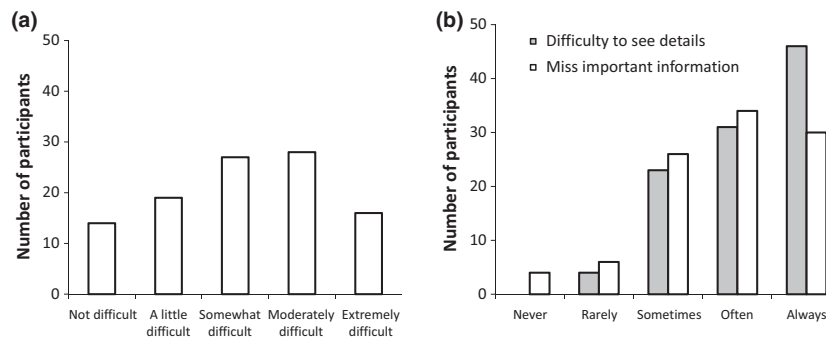 (a)
50
40
30
20
10
0
Number of participants
Not difficult
A little difficult
Somewhat difficult
Moderately difficult
Extremely difficult
(b)
50
40
30
20
10
0
Number of participants
Difficulty to see details
Miss important information
Never
Rarely
Sometimes
Often
Always